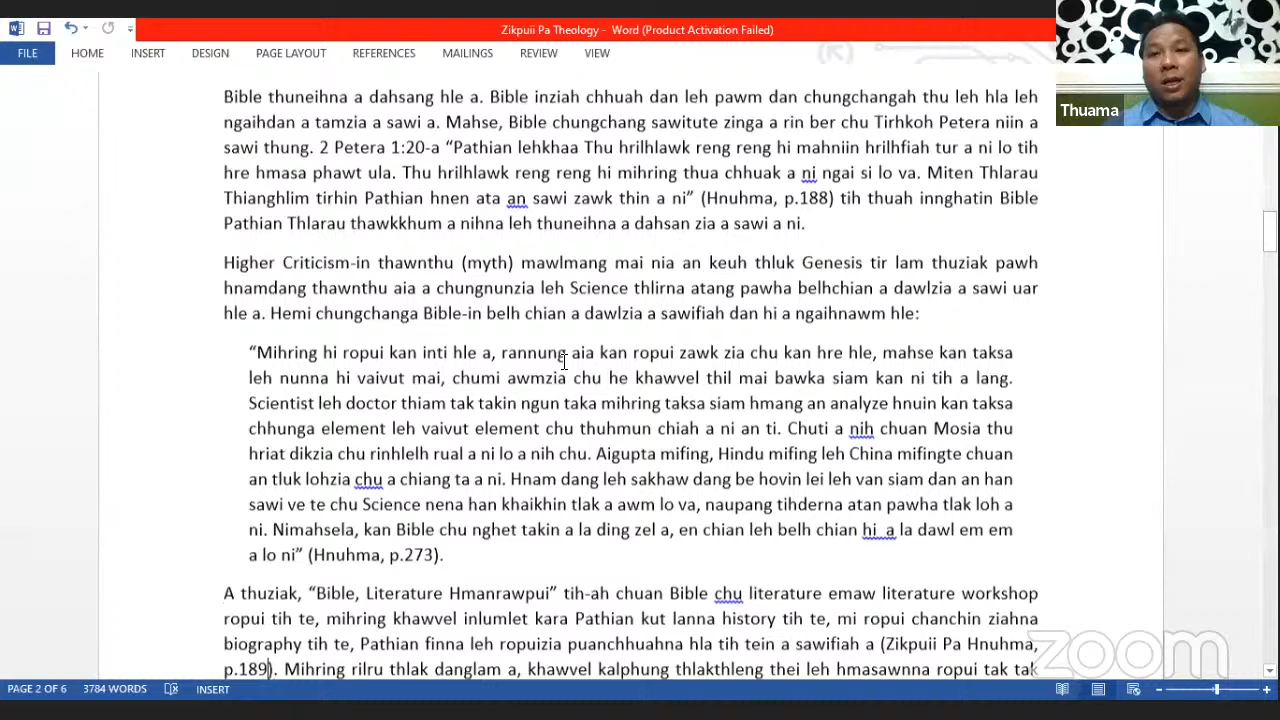 Zikpuii Pa Theology - Word (Product Activation Failed)
FILE HOME INSERT DESIGN PAGE LAYOUT REFERENCES MAILINGS REVIEW VIEW
Thuama
Bible thuneihna a dahsang hle a. Bible inziah chhuah dan leh pawm dan chungchangah thu leh hla leh
ngaihdan a tamzia a sawi a. Mahse, Bible chungchang sawitute zinga a rin ber chu Tirhkoh Petera niin a
sawi thung. 2 Petera 1:20-a “Pathian lehkhaa Thu hrilhlawk reng reng hi mahniin hrilhfiah tur a ni lo tih
hre hmasa phawt ula. Thu hrilhlawk reng reng hi mihring thua chhuak a ni ngai si lo va. Miten Thlarau
Thianghlim tirhin Pathian hnen ata an sawi zawk thin a ni” (Hnuhma, p.188) tih thuah innghatin Bible
Pathian Thlarau thawkkhum a nihna leh thuneihna a dahsan zia a sawi a ni.
Higher Criticism-in thawnthu (myth) mawlmang mai nia an keuh thluk Genesis tir lam thuziak pawh
hnamdang thawnthu aia a chungnunzia leh Science thlirna atang pawha belhchian a dawlzia a sawi uar
hle a. Hemi chungchanga Bible-in belh chian a dawlzia a sawifiah dan hi a ngaihnawm hle:
“Mihring hi ropui kan inti hle a, rannung aia kan ropui zawk zia chu kan hre hle, mahse kan taksa
leh nunna hi vaivut mai, chumi awmzia chu he khawvel thil mai bawka siam kan ni tih a lang.
Scientist leh doctor thiam tak takin ngun taka mihring taksa siam hmang an analyze hnuin kan taksa
chhunga element leh vaivut element chu thuhmun chiah a ni an ti. Chuti a nih chuan Mosia thu
hriat dikzia chu rinhlelh rual a ni lo a nih chu. Aigupta mifing, Hindu mifing leh China mifingte chuan
an tluk lohzia chu a chiang ta a ni. Hnam dang leh sakhaw dang be hovin lei leh van siam dan an han
sawi ve te chu Science nena han khaikhin tlak a awm lo va, naupang tihderna atan pawha tlak loh a
ni. Nimahsela, kan Bible chu nghet takin a la ding zel a, en chian leh belh chian hi a la dawl em em
a lo ni” (Hnuhma, p.273).
A thuziak, “Bible, Literature Hmanrawpui” tih-ah chuan Bible chu literature emaw literature workshop
ropui tih te, mihring khawvel inlumlet kara Pathian kut lanna history tih te, mi ropui chanchin ziahna
biography tih te, Pathian finna leh ropuizia puanchhuahna hla tih tein a sawifiah a (Zikpuii Pa Hnuhma,
p.189). Mihring rilru thlak danglam a, khawvel kalphung thlakthleng thei leh hmasawnna ropui tak tak
zoom
PAGE 2 OF 6 3784 WORDS INSERT